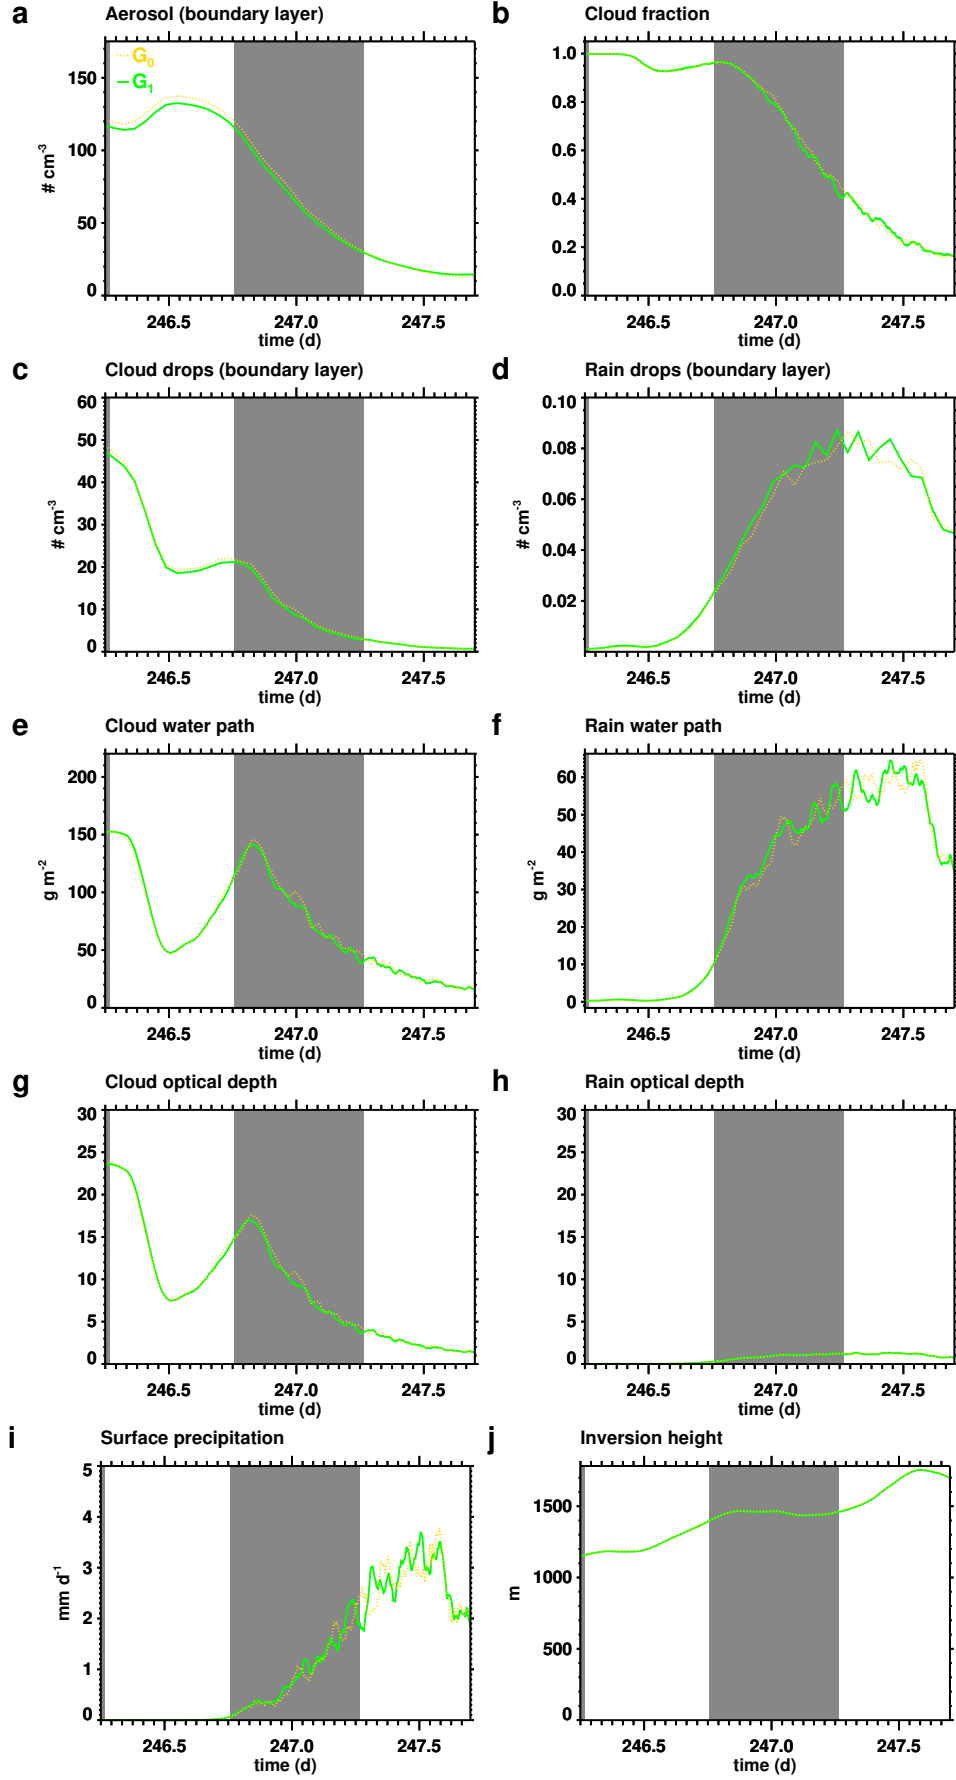 a Aerosol (boundary layer)
b Cloud fraction
G0
G1
150
100
50
0
# cm-3
246.5 247.0 247.5
time (d)
1.0
0.8
0.6
0.4
0.2
0.0
246.5 247.0 247.5
time (d)
c Cloud drops (boundary layer)
d Rain drops (boundary layer)
60
50
40
30
20
10
0
# cm-3
246.5 247.0 247.5
time (d)
0.10
0.08
0.06
0.04
0.02
# cm-3
246.5 247.0 247.5
time (d)
e Cloud water path
f Rain water path
200
150
100
50
0
g m-2
246.5 247.0 247.5
time (d)
60
50
40
30
20
10
0
g m-2
246.5 247.0 247.5
time (d)
g Cloud optical depth
h Rain optical depth
30
25
20
15
10
5
0
246.5 247.0 247.5
time (d)
30
25
20
15
10
5
0
246.5 247.0 247.5
time (d)
i Surface precipitation
j Inversion height
5
4
3
2
1
0
mm d-1
246.5 247.0 247.5
time (d)
1500
1000
500
0
m
246.5 247.0 247.5
time (d)